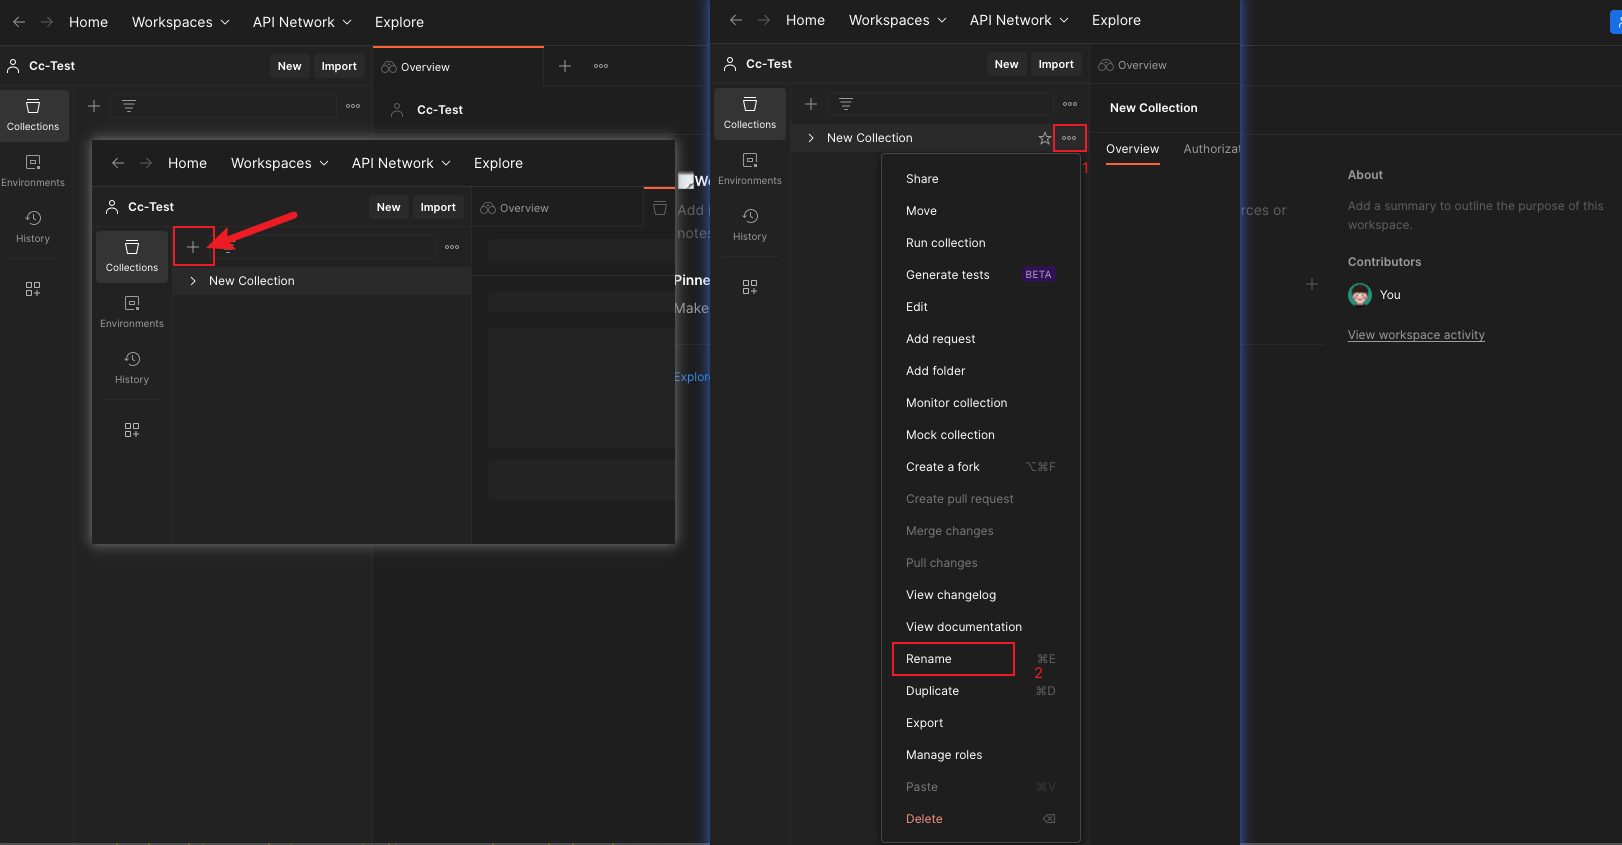 Home Workspaces API Network Explore
Cc-Test New Import
Overview
Cc-Test
Collections
Environments
History
Add
notes
Pinne
Make
Explor
Home Workspaces API Network Explore
Cc-Test New Import
Overview
Collections
New Collection
Environments
History
Home Workspaces API Network Explore
Cc-Test New Import
Overview
Collections
New Collection
1
Environments
History
Share
Move
Run collection
Generate tests BETA
Edit
Add request
Add folder
Monitor collection
Mock collection
Create a fork ⌥⌘F
Create pull request
Merge changes
Pull changes
View changelog
View documentation
Rename ⌘E
2
Duplicate ⌘D
Export
Manage roles
Paste ⌘V
Delete ⌫
New Collection
Overview Authorizat
rces or
About
Add a summary to outline the purpose of this
workspace.
Contributors
You
View workspace activity